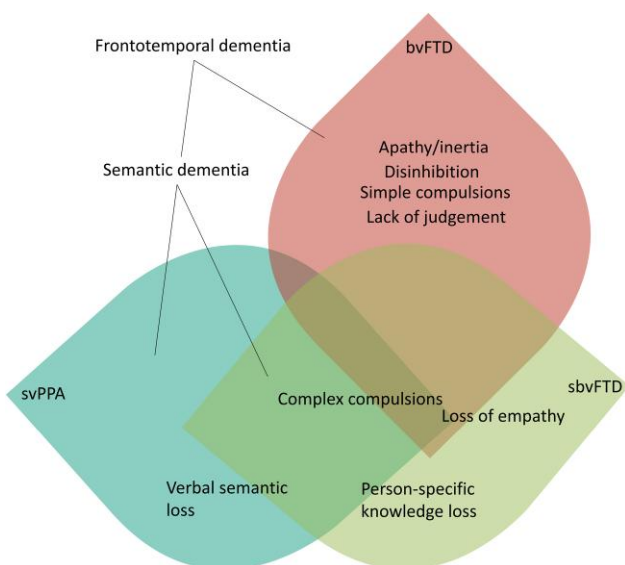 Frontotemporal dementia
bvFTD
Apathy/inertia
Disinhibition
Simple compulsions
Lack of judgement
Semantic dementia
svPPA
sbvFTD
Complex compulsions
Loss of empathy
Verbal semantic
loss
Person-specific
knowledge loss